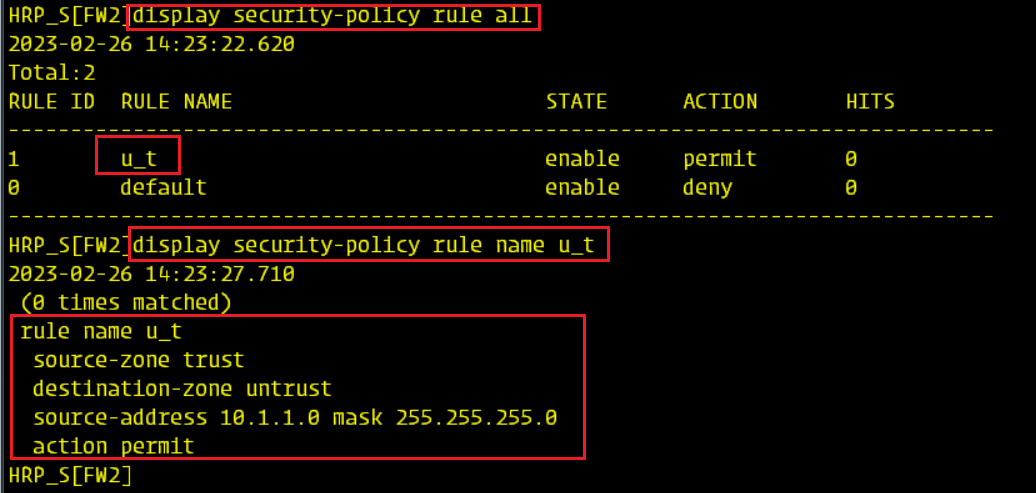 HRP_S[FW2]display security-policy rule all
2023-02-26 14:23:22.620
Total:2
RULE ID  RULE NAME                         STATE      ACTION       HITS
-------------------------------------------------------------------------------
1        u_t                               enable     permit       0
0        default                           enable     deny         0
-------------------------------------------------------------------------------
HRP_S[FW2]display security-policy rule name u_t
2023-02-26 14:23:27.710
 (0 times matched)
 rule name u_t
  source-zone trust
  destination-zone untrust
  source-address 10.1.1.0 mask 255.255.255.0
  action permit
HRP_S[FW2]